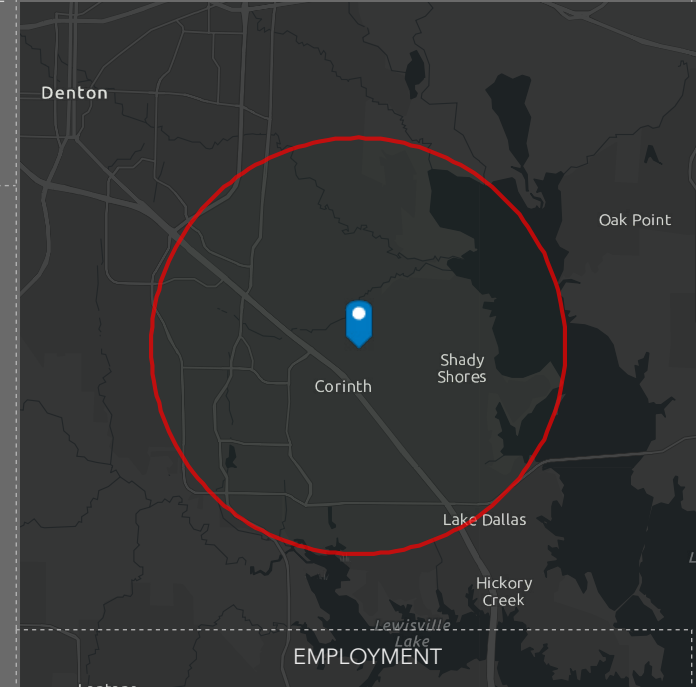 Denton
Oak Point
Shady
Shores
Corinth
Lake Dallas
Hickory
Creek
Lewisville
Lake
EMPLOYMENT